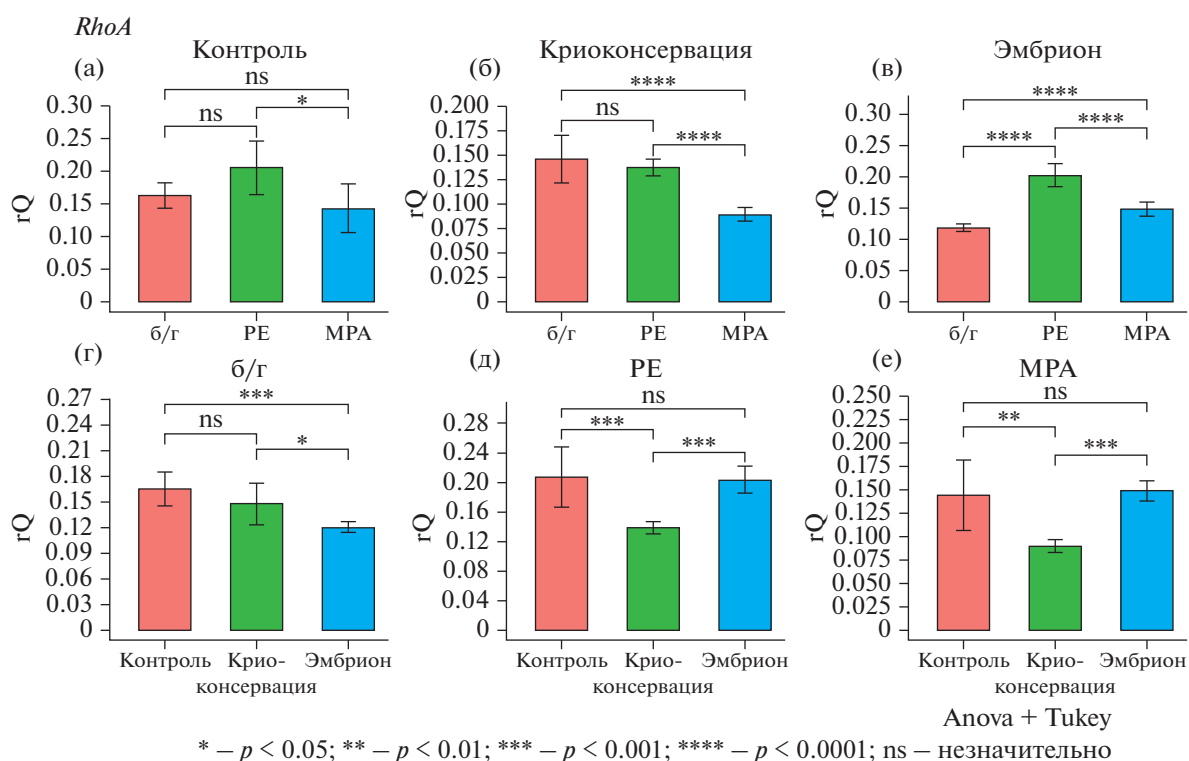 RhoA
Контроль
Криоконсервация
Эмбрион
(а)
ns
ns
*
0.30
0.25
0.20
0.15
0.10
0.05
0
rQ
б/г
PE
MPA
(б)
****
ns
****
0.200
0.175
0.150
0.125
0.100
0.075
0.050
0.025
0
rQ
б/г
PE
MPA
(в)
****
****
****
0.30
0.25
0.20
0.15
0.10
0.05
0
rQ
б/г
PE
MPA
(г)
б/г
***
ns
*
0.27
0.24
0.21
0.18
0.15
0.12
0.09
0.06
0.03
0
rQ
Контроль
Крио-
консервация
Эмбрион
(д)
PE
ns
***
***
0.28
0.24
0.20
0.16
0.12
0.08
0.04
0
rQ
Контроль
Крио-
консервация
Эмбрион
(е)
MPA
ns
**
***
0.250
0.225
0.200
0.175
0.150
0.125
0.100
0.075
0.050
0.025
0
rQ
Контроль
Крио-
консервация
Эмбрион
Anova + Tukey
* – p < 0.05; ** – p < 0.01; *** – p < 0.001; **** – p < 0.0001; ns – незначительно